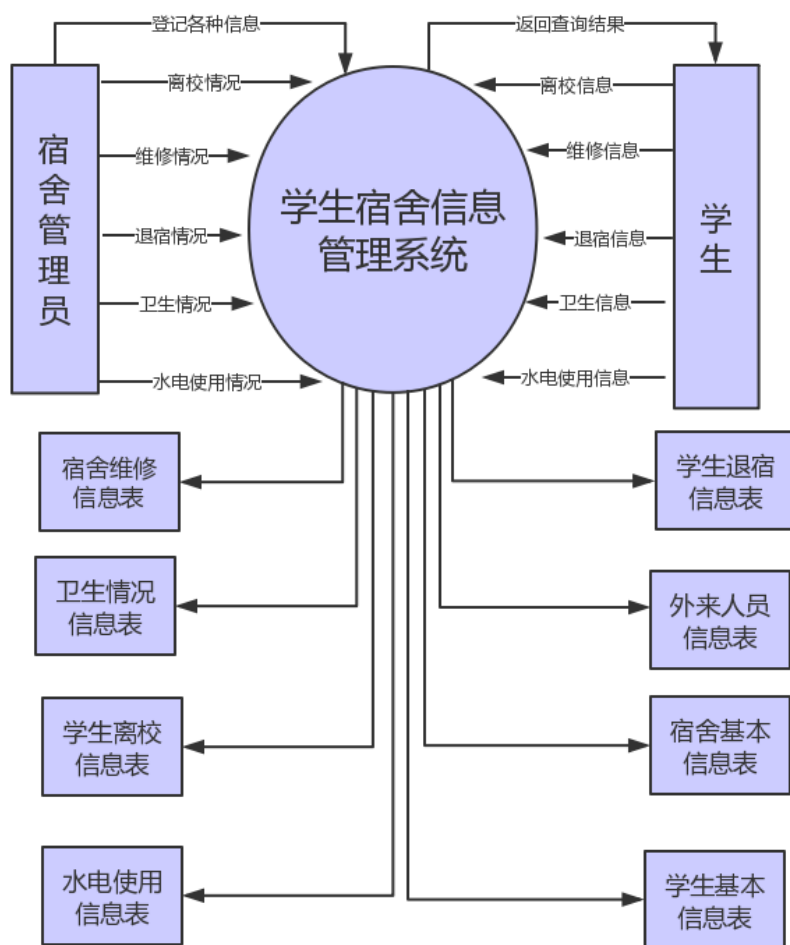 登记各种信息
返回查询结果
离校情况
离校信息
宿舍管理员
维修情况
维修信息
学生宿舍信息
管理系统
学生
退宿情况
退宿信息
卫生情况
卫生信息
水电使用情况
水电使用信息
宿舍维修
信息表
学生退宿
信息表
卫生情况
信息表
外来人员
信息表
学生离校
信息表
宿舍基本
信息表
水电使用
信息表
学生基本
信息表